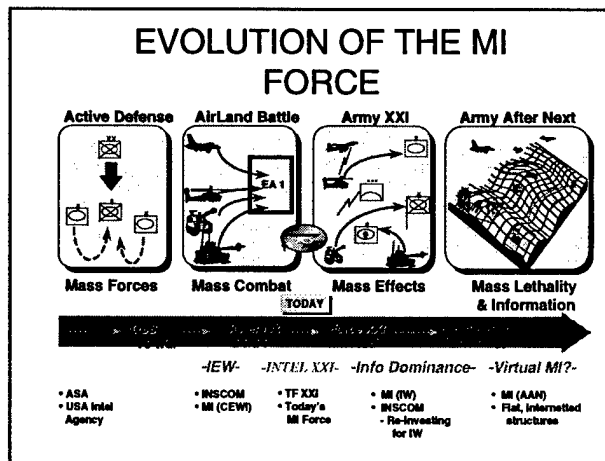 EVOLUTION OF THE MI
FORCE
Active Defense
AirLand Battle
Army XXI
Army After Next
EA 1
Mass Forces
Mass Combat
Mass Effects
Mass Lethality
& Information
TODAY
-IEW-
-INTEL XXI-
-Info Dominance-
-Virtual MI?-
• ASA
• USA Intel
Agency
• INSCOM
• MI (CEWI)
• TF XXI
• Today's
MI Force
• MI (IW)
• INSCOM
- Re-investing
for IW
• MI (AAN)
• Flat, internetted
structures